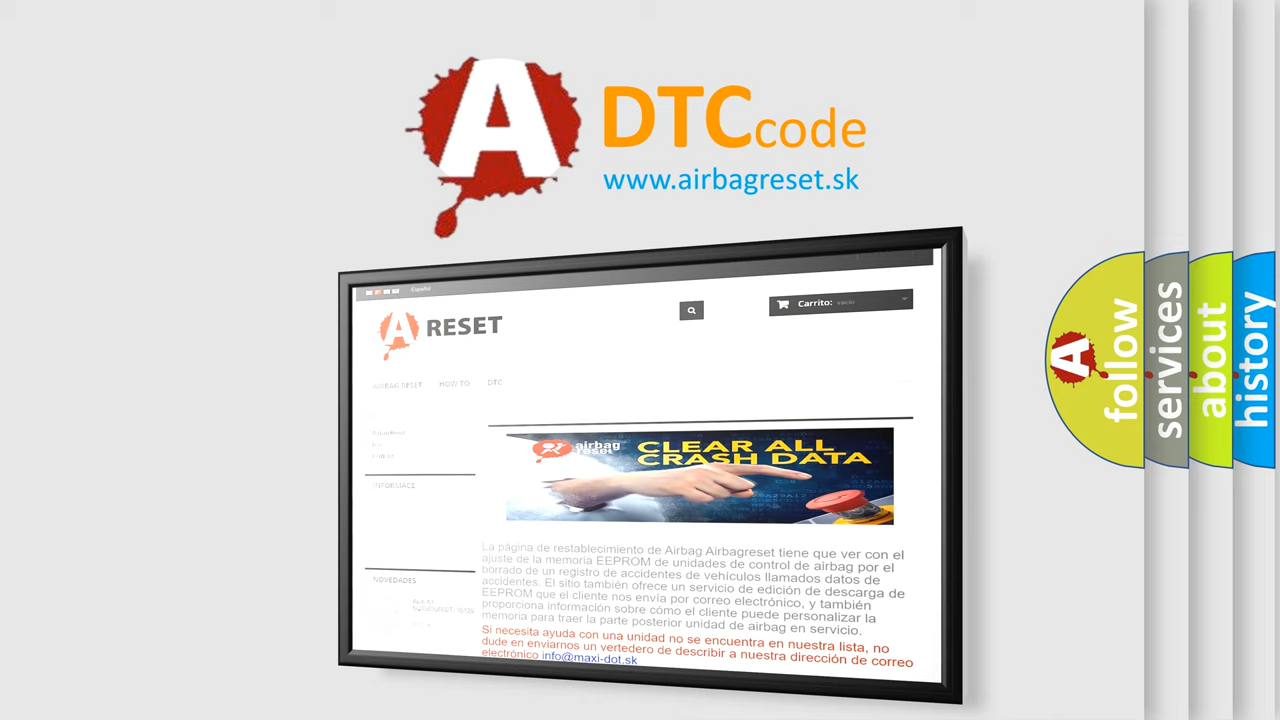 A DTCcode
www.airbagreset.sk
Español
A RESET
Carrito: vacío
AIRBAG RESET HOW TO DTC
Airbag Reset
INFORMACE
airbag
reset
CLEAR ALL
CRASH DATA
La página de restablecimiento de Airbag Airbagreset tiene que ver con el
ajuste de la memoria EEPROM de unidades de control de airbag por el
borrado de un registro de accidentes de vehículos llamados datos de
accidentes. El sitio también ofrece un servicio de edición de descarga de
EEPROM que el cliente nos envía por correo electrónico, y también
proporciona información sobre cómo el cliente puede personalizar la
memoria para traer la parte posterior unidad de airbag en servicio.
Si necesita ayuda con una unidad no se encuentra en nuestra lista, no
dude en enviarnos un vertedero de describir a nuestra dirección de correo
electrónico info@maxi-dot.sk
NOVEDADES
A follow
services
about
history